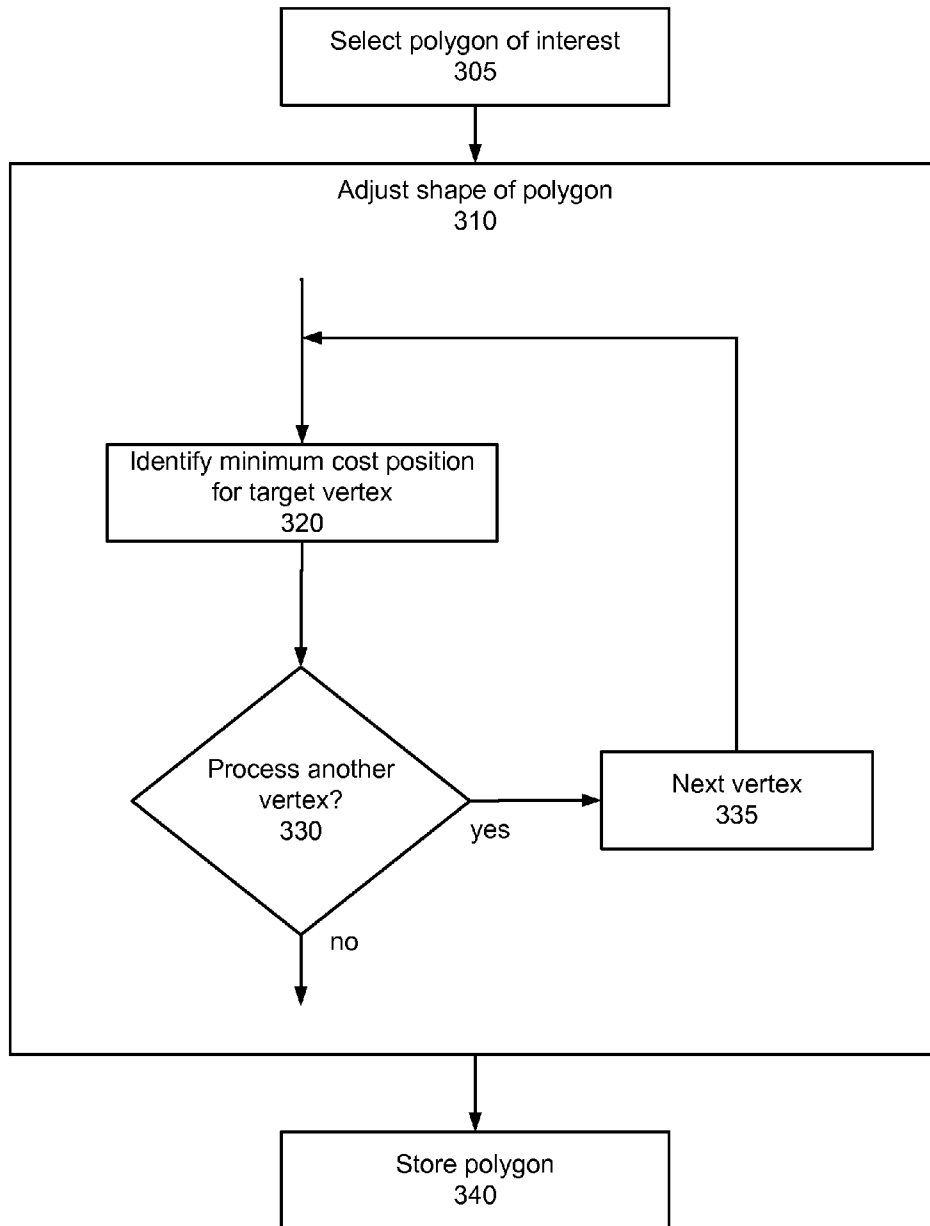 Select polygon of interest
305
Adjust shape of polygon
310
Identify minimum cost position
for target vertex
320
Process another
vertex?
330
yes
Next vertex
335
no
Store polygon
340